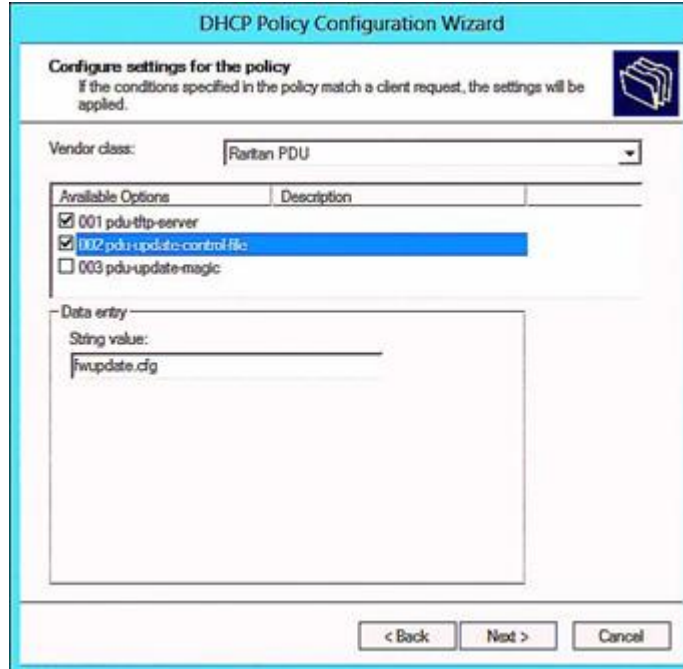 DHCP Policy Configuration Wizard
Configure settings for the policy
If the conditions specified in the policy match a client request, the settings will be
applied.
Vendor class: Raritan PDU
Available Options Description
001 pdu-tftp-server
002 pdu-update-control-file
003 pdu-update-magic
Data entry
String value:
fwupdate.cfg
< Back Next > Cancel